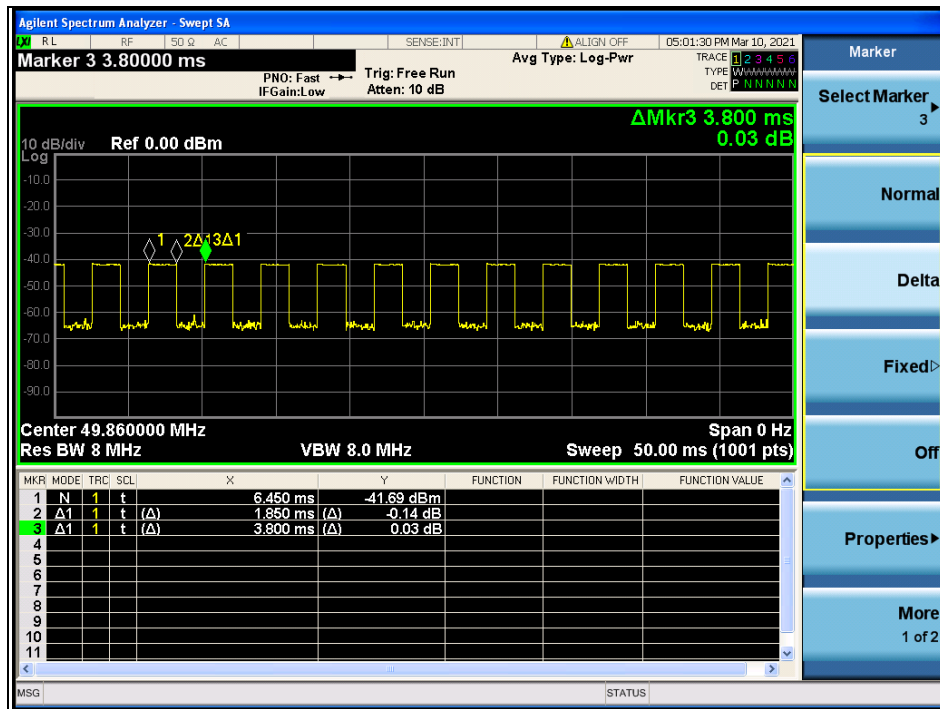 Agilent Spectrum Analyzer - Swept SA
LXI RL RF 50 Ω AC SENSE:INT ALIGN OFF 05:01:30 PM Mar 10, 2021
Marker 3 3.80000 ms
PNO: Fast
IFGain:Low
Trig: Free Run
Atten: 10 dB
Avg Type: Log-Pwr
TRACE 1 2 3 4 5 6
TYPE WWWWWW
DET P N N N N N
ΔMkr3 3.800 ms
0.03 dB
10 dB/div Ref 0.00 dBm
Log
-10.0
-20.0
-30.0
-40.0
-50.0
-60.0
-70.0
-80.0
-90.0
1 2Δ1 3Δ1
Center 49.860000 MHz Span 0 Hz
Res BW 8 MHz VBW 8.0 MHz Sweep 50.00 ms (1001 pts)
MKR MODE TRC SCL X Y FUNCTION FUNCTION WIDTH FUNCTION VALUE
1 N 1 t 6.450 ms -41.69 dBm
2 Δ1 1 t (Δ) 1.850 ms (Δ) -0.14 dB
3 Δ1 1 t (Δ) 3.800 ms (Δ) 0.03 dB
4
5
6
7
8
9
10
11
MSG STATUS
Marker
Select Marker
3
Normal
Delta
Fixed
Off
Properties
More
1 of 2